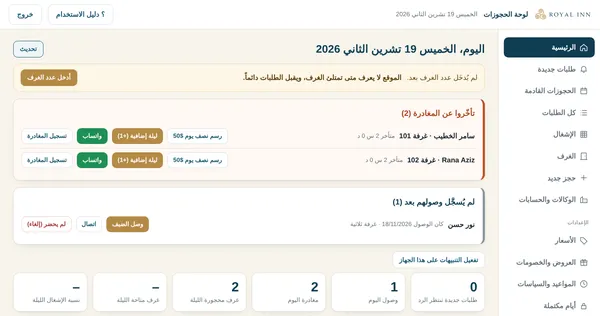 ROYAL INN
لوحة الحجوزات
الخميس 19 تشرين الثاني 2026
؟ دليل الاستخدام
خروج
الرئيسية
طلبات جديدة
الحجوزات القادمة
كل الطلبات
الإشغال
الغرف
حجز جديد
الوكالات والحسابات
الإعدادات
الأسعار
العروض والخصومات
المواعيد والسياسات
أيام مكتملة
اليوم، الخميس 19 تشرين الثاني 2026
تحديث
لم يُدخَل عدد الغرف بعد. الموقع لا يعرف متى تمتلئ الغرف، ويقبل الطلبات دائماً.
أدخل عدد الغرف
تأخّروا عن المغادرة (2)
سامر الخطيب · غرفة 101 متأخر 2 س 0 د
رسم نصف يوم $50
ليلة إضافية (+1)
واتساب
تسجيل المغادرة
Rana Aziz · غرفة 102 متأخر 2 س 0 د
رسم نصف يوم $50
ليلة إضافية (+1)
واتساب
تسجيل المغادرة
لم يُسجَّل وصولهم بعد (1)
نور حسن كان الوصول 18/11/2026 · غرفة ثلاثية
وصل الضيف
اتصال
لم يحضر (إلغاء)
تفعيل التنبيهات على هذا الجهاز
0
طلبات جديدة تنتظر الرد
1
وصول اليوم
2
مغادرة اليوم
2
غرف محجوزة الليلة
–
غرف متاحة الليلة
–
نسبة الإشغال الليلة